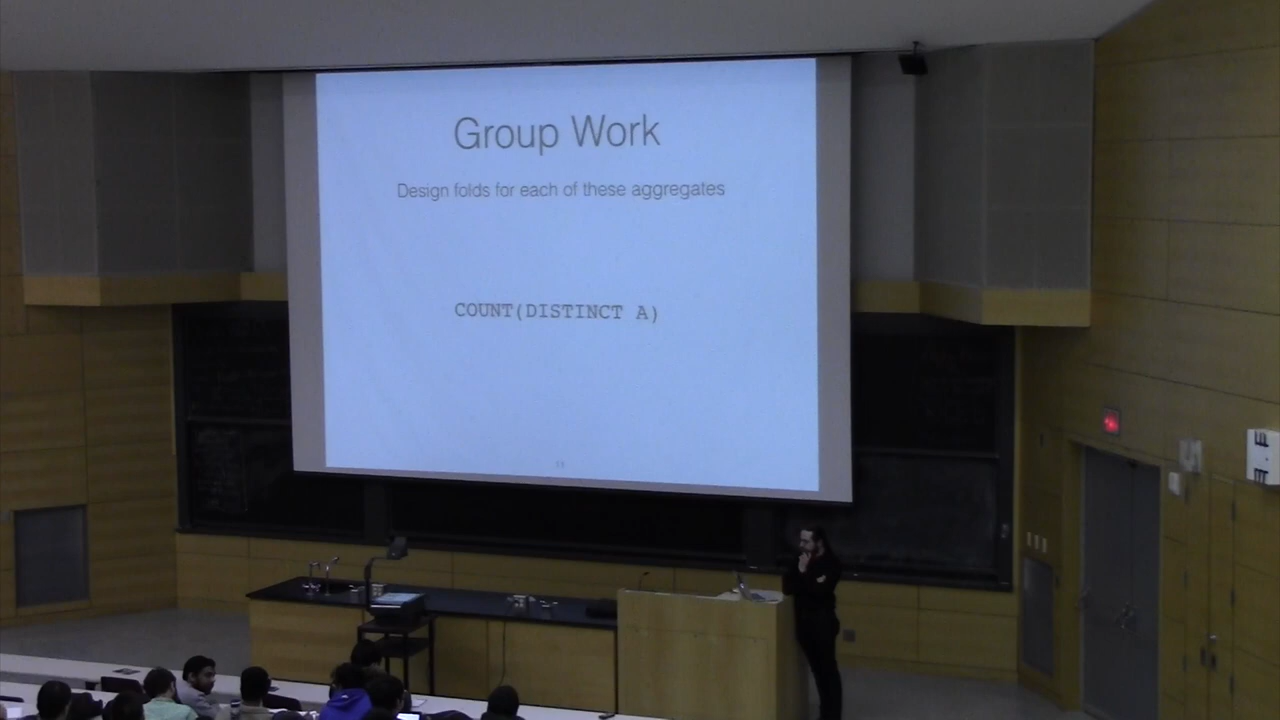 Group Work
Design folds for each of these aggregates
COUNT(DISTINCT A)